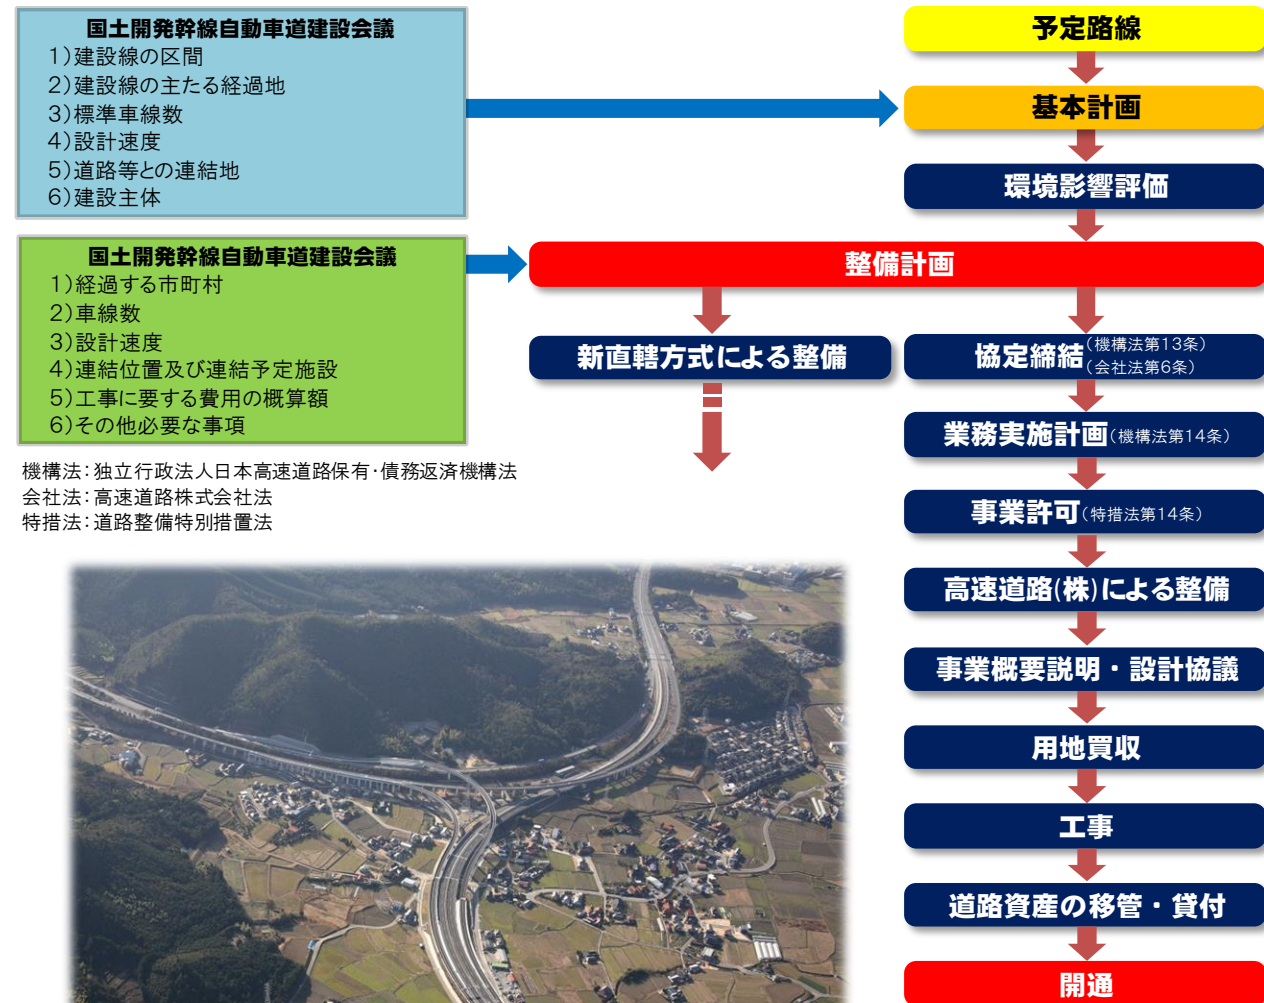 国土開発幹線自動車道建設会議
1)建設線の区間
2)建設線の主たる経過地
3)標準車線数
4)設計速度
5)道路等との連結地
6)建設主体
国土開発幹線自動車道建設会議
1)経過する市町村
2)車線数
3)設計速度
4)連結位置及び連結予定施設
5)工事に要する費用の概算額
6)その他必要な事項
機構法:独立行政法人日本高速道路保有・債務返済機構法
会社法:高速道路株式会社法
特措法:道路整備特別措置法
予定路線
基本計画
環境影響評価
整備計画
新直轄方式による整備
協定締結(機構法第13条)
(会社法第6条)
業務実施計画(機構法第14条)
事業許可(特措法第14条)
高速道路(株)による整備
事業概要説明・設計協議
用地買収
工事
道路資産の移管・貸付
開通